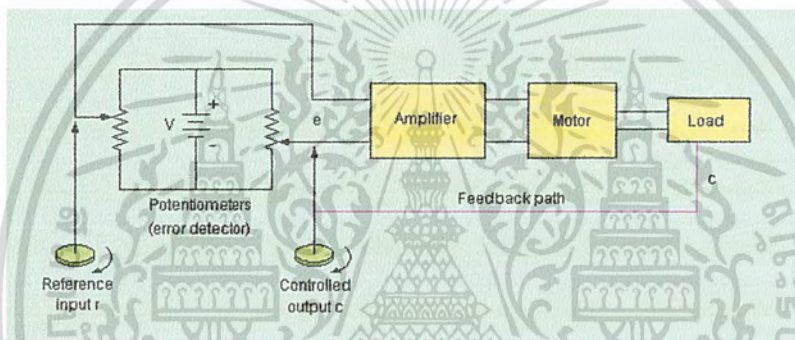 V
+
-
e
Amplifier
Motor
Load
c
Feedback path
Potentiometers
(error detector)
Reference
input r
Controlled
output c